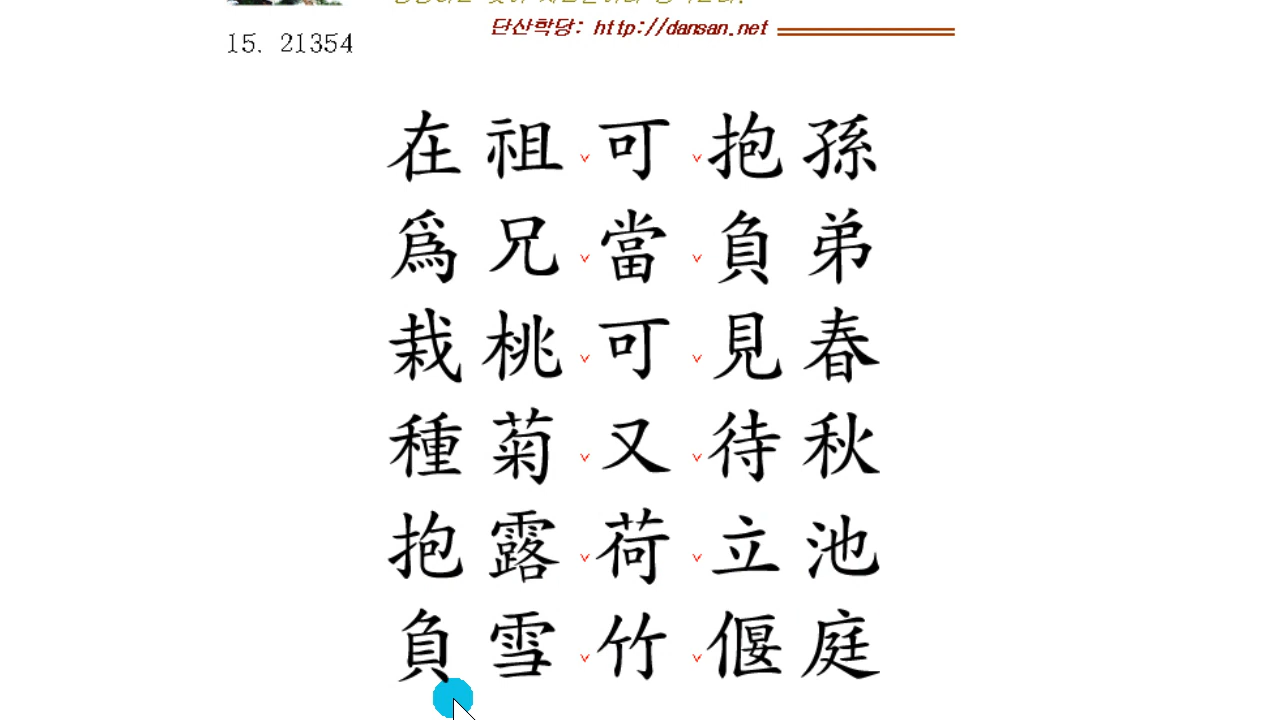 단산학당: http://dansan.net
15. 21354
在祖˅可˅抱孫
爲兄˅當˅負弟
栽桃˅可˅見春
種菊˅又˅待秋
抱露˅荷˅立池
負雪˅竹˅偃庭